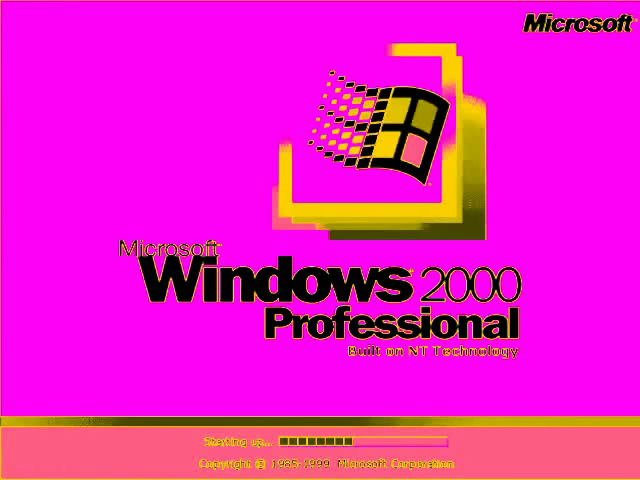 Microsoft
Microsoft
Windows 2000
Professional
Built on NT Technology
Starting up...
Copyright © 1985-1999 Microsoft Corporation